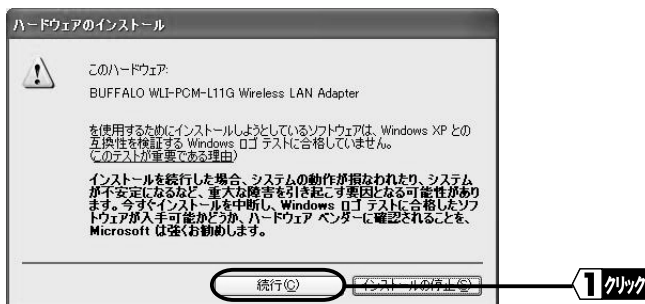 ハードウェアのインストール
このハードウェア:
BUFFALO WLI-PCM-L11G Wireless LAN Adapter
を使用するためにインストールしようとしているソフトウェアは、Windows XP との
互換性を検証する Windows ロゴ テストに合格していません。
(このテストが重要である理由)
インストールを続行した場合、システムの動作が損なわれたり、システム
が不安定になるなど、重大な障害を引き起こす要因となる可能性があり
ます。今すぐインストールを中断し、Windows ロゴ テストに合格したソフ
トウェアが入手可能かどうか、ハードウェア ベンダーに確認されることを、
Microsoft は強くお勧めします。
続行(C) インストールの停止(S) 1 クリック